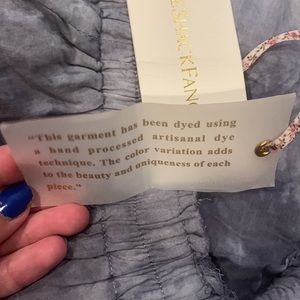 ESHACKFANG
"This garment has been dyed using
a hand processed artisanal dye
technique. The color variation adds
to the beauty and uniqueness of each
piece."